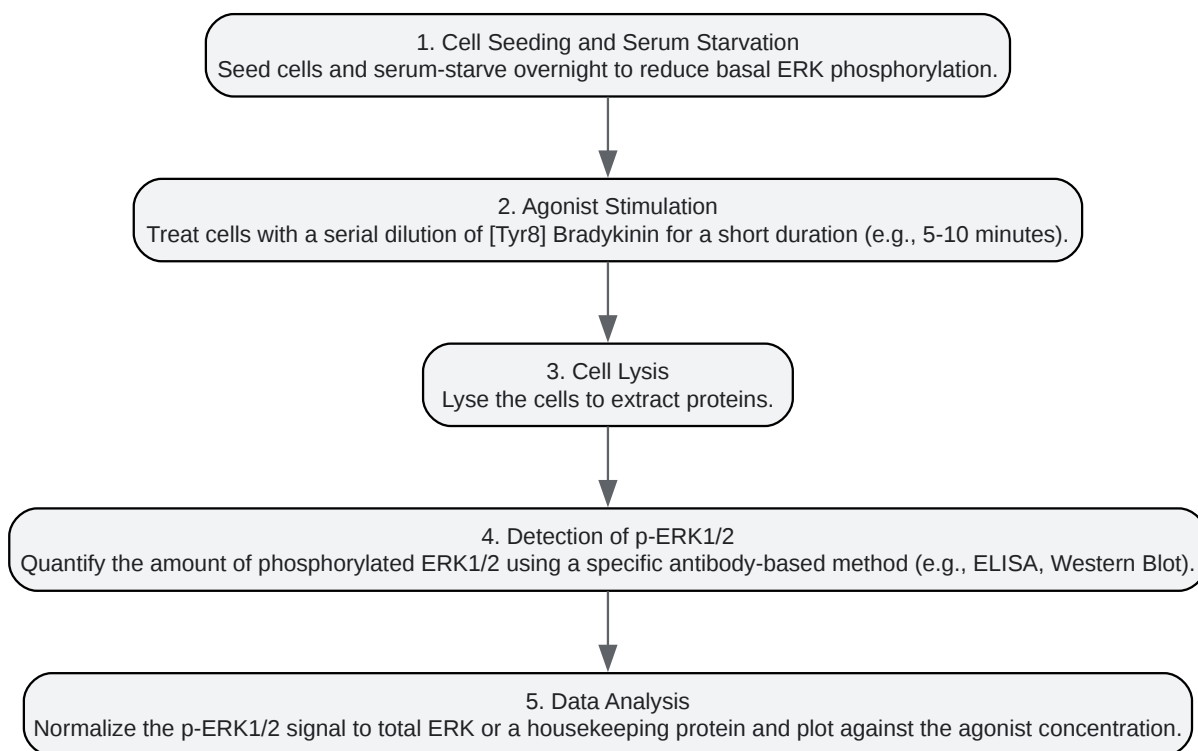 1. Cell Seeding and Serum Starvation
Seed cells and serum-starve overnight to reduce basal ERK phosphorylation.
2. Agonist Stimulation
Treat cells with a serial dilution of [Tyr8] Bradykinin for a short duration (e.g., 5-10 minutes).
3. Cell Lysis
Lyse the cells to extract proteins.
4. Detection of p-ERK1/2
Quantify the amount of phosphorylated ERK1/2 using a specific antibody-based method (e.g., ELISA, Western Blot).
5. Data Analysis
Normalize the p-ERK1/2 signal to total ERK or a housekeeping protein and plot against the agonist concentration.